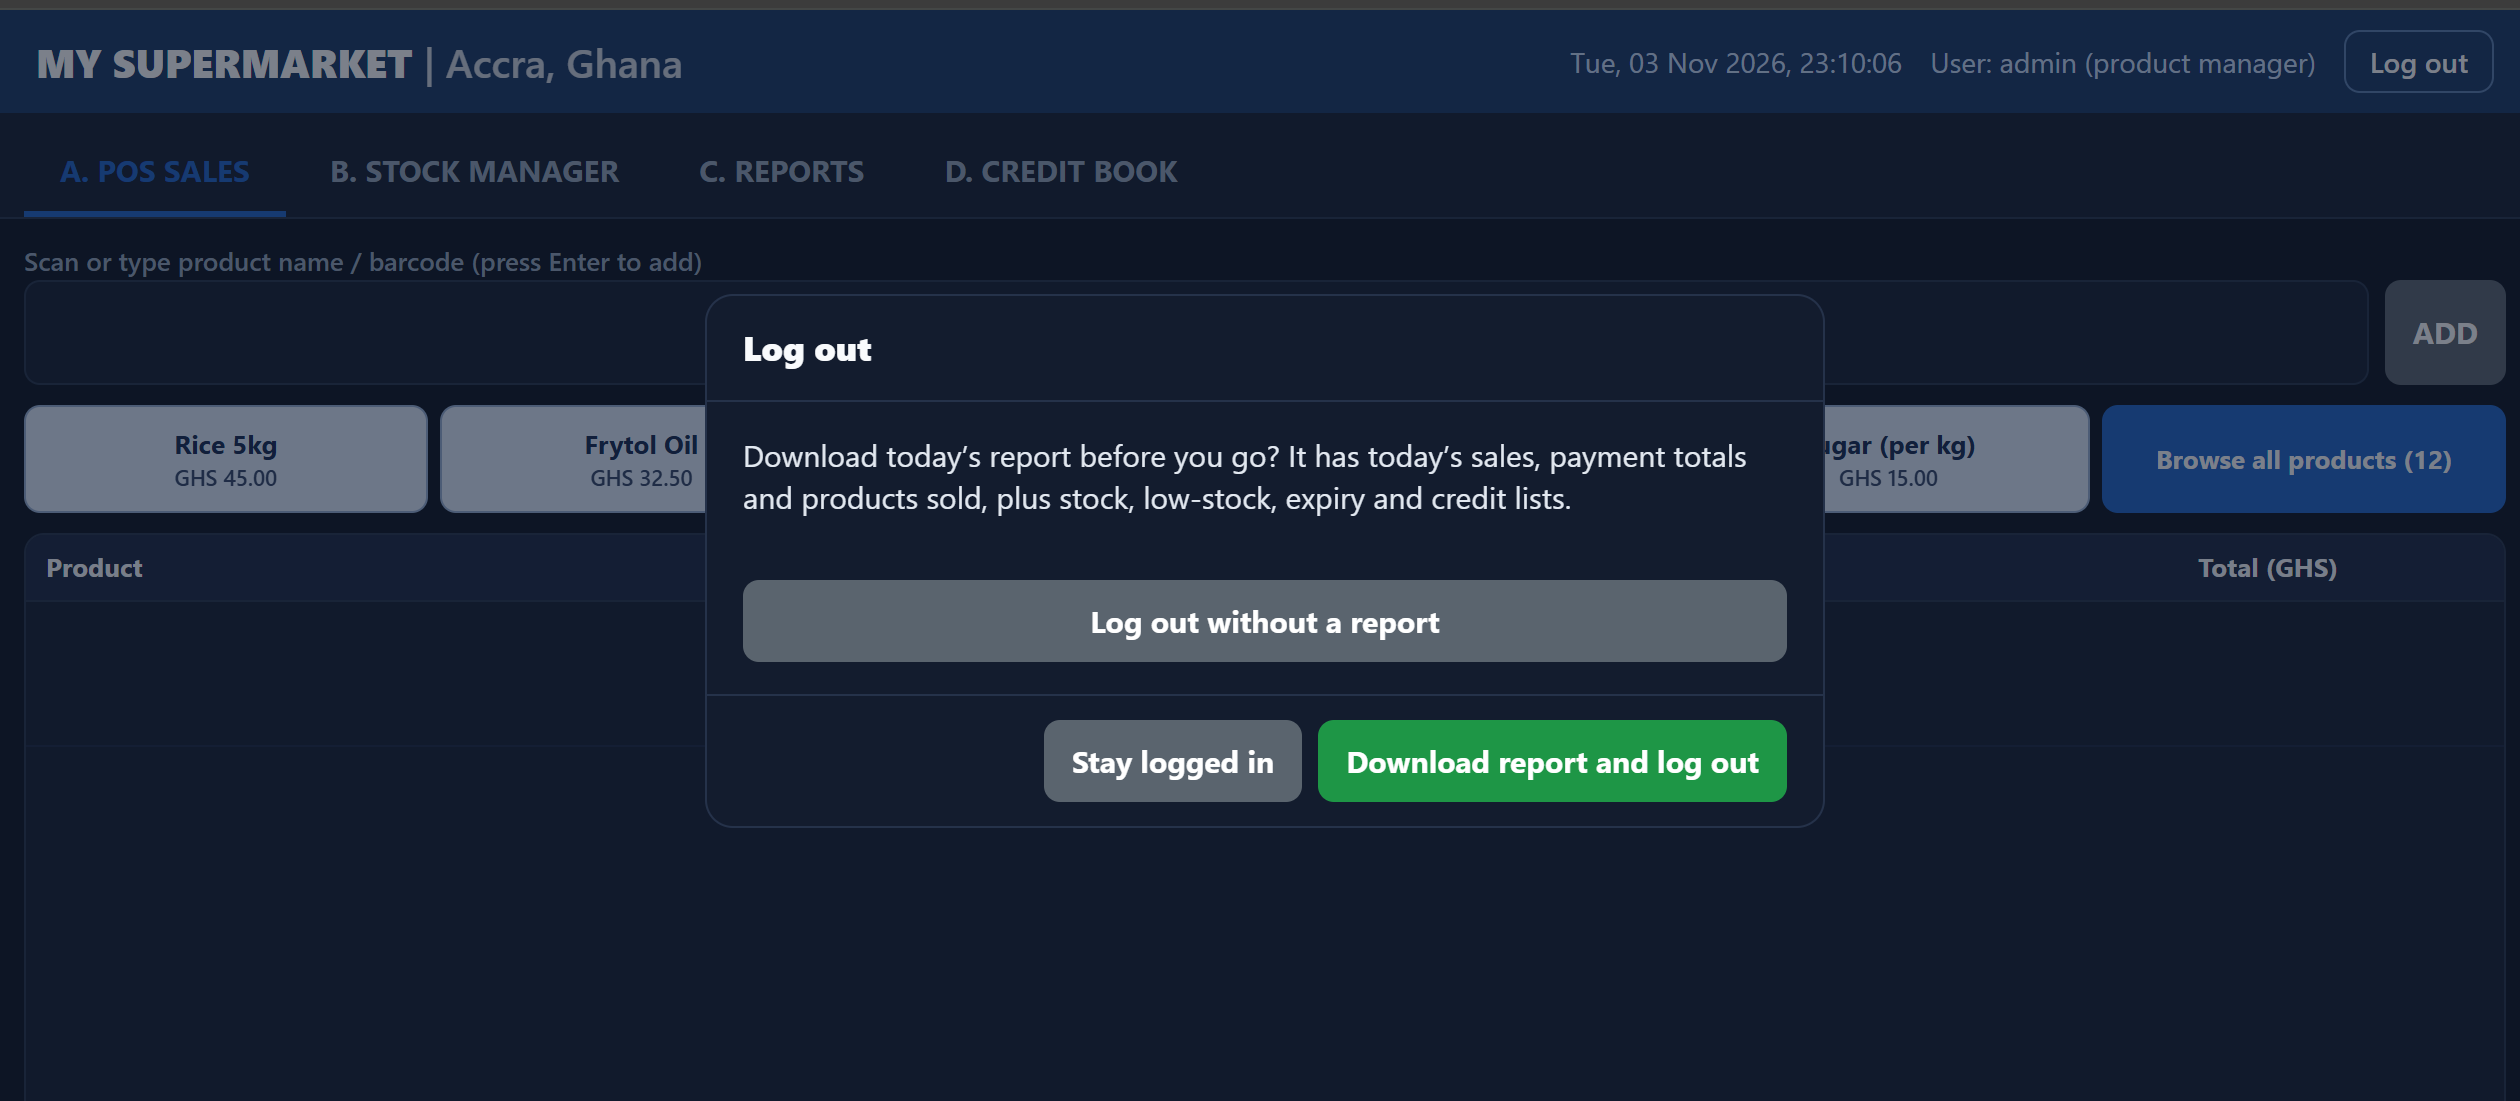 MY SUPERMARKET | Accra, Ghana
Tue, 03 Nov 2026, 23:10:06 User: admin (product manager) Log out
A. POS SALES B. STOCK MANAGER C. REPORTS D. CREDIT BOOK
Scan or type product name / barcode (press Enter to add)
ADD
Rice 5kg
GHS 45.00
Frytol Oil
GHS 32.50
(per kg)
GHS 15.00
Browse all products (12)
Product
Total (GHS)
Log out
Download today’s report before you go? It has today’s sales, payment totals
and products sold, plus stock, low-stock, expiry and credit lists.
Log out without a report
Stay logged in
Download report and log out